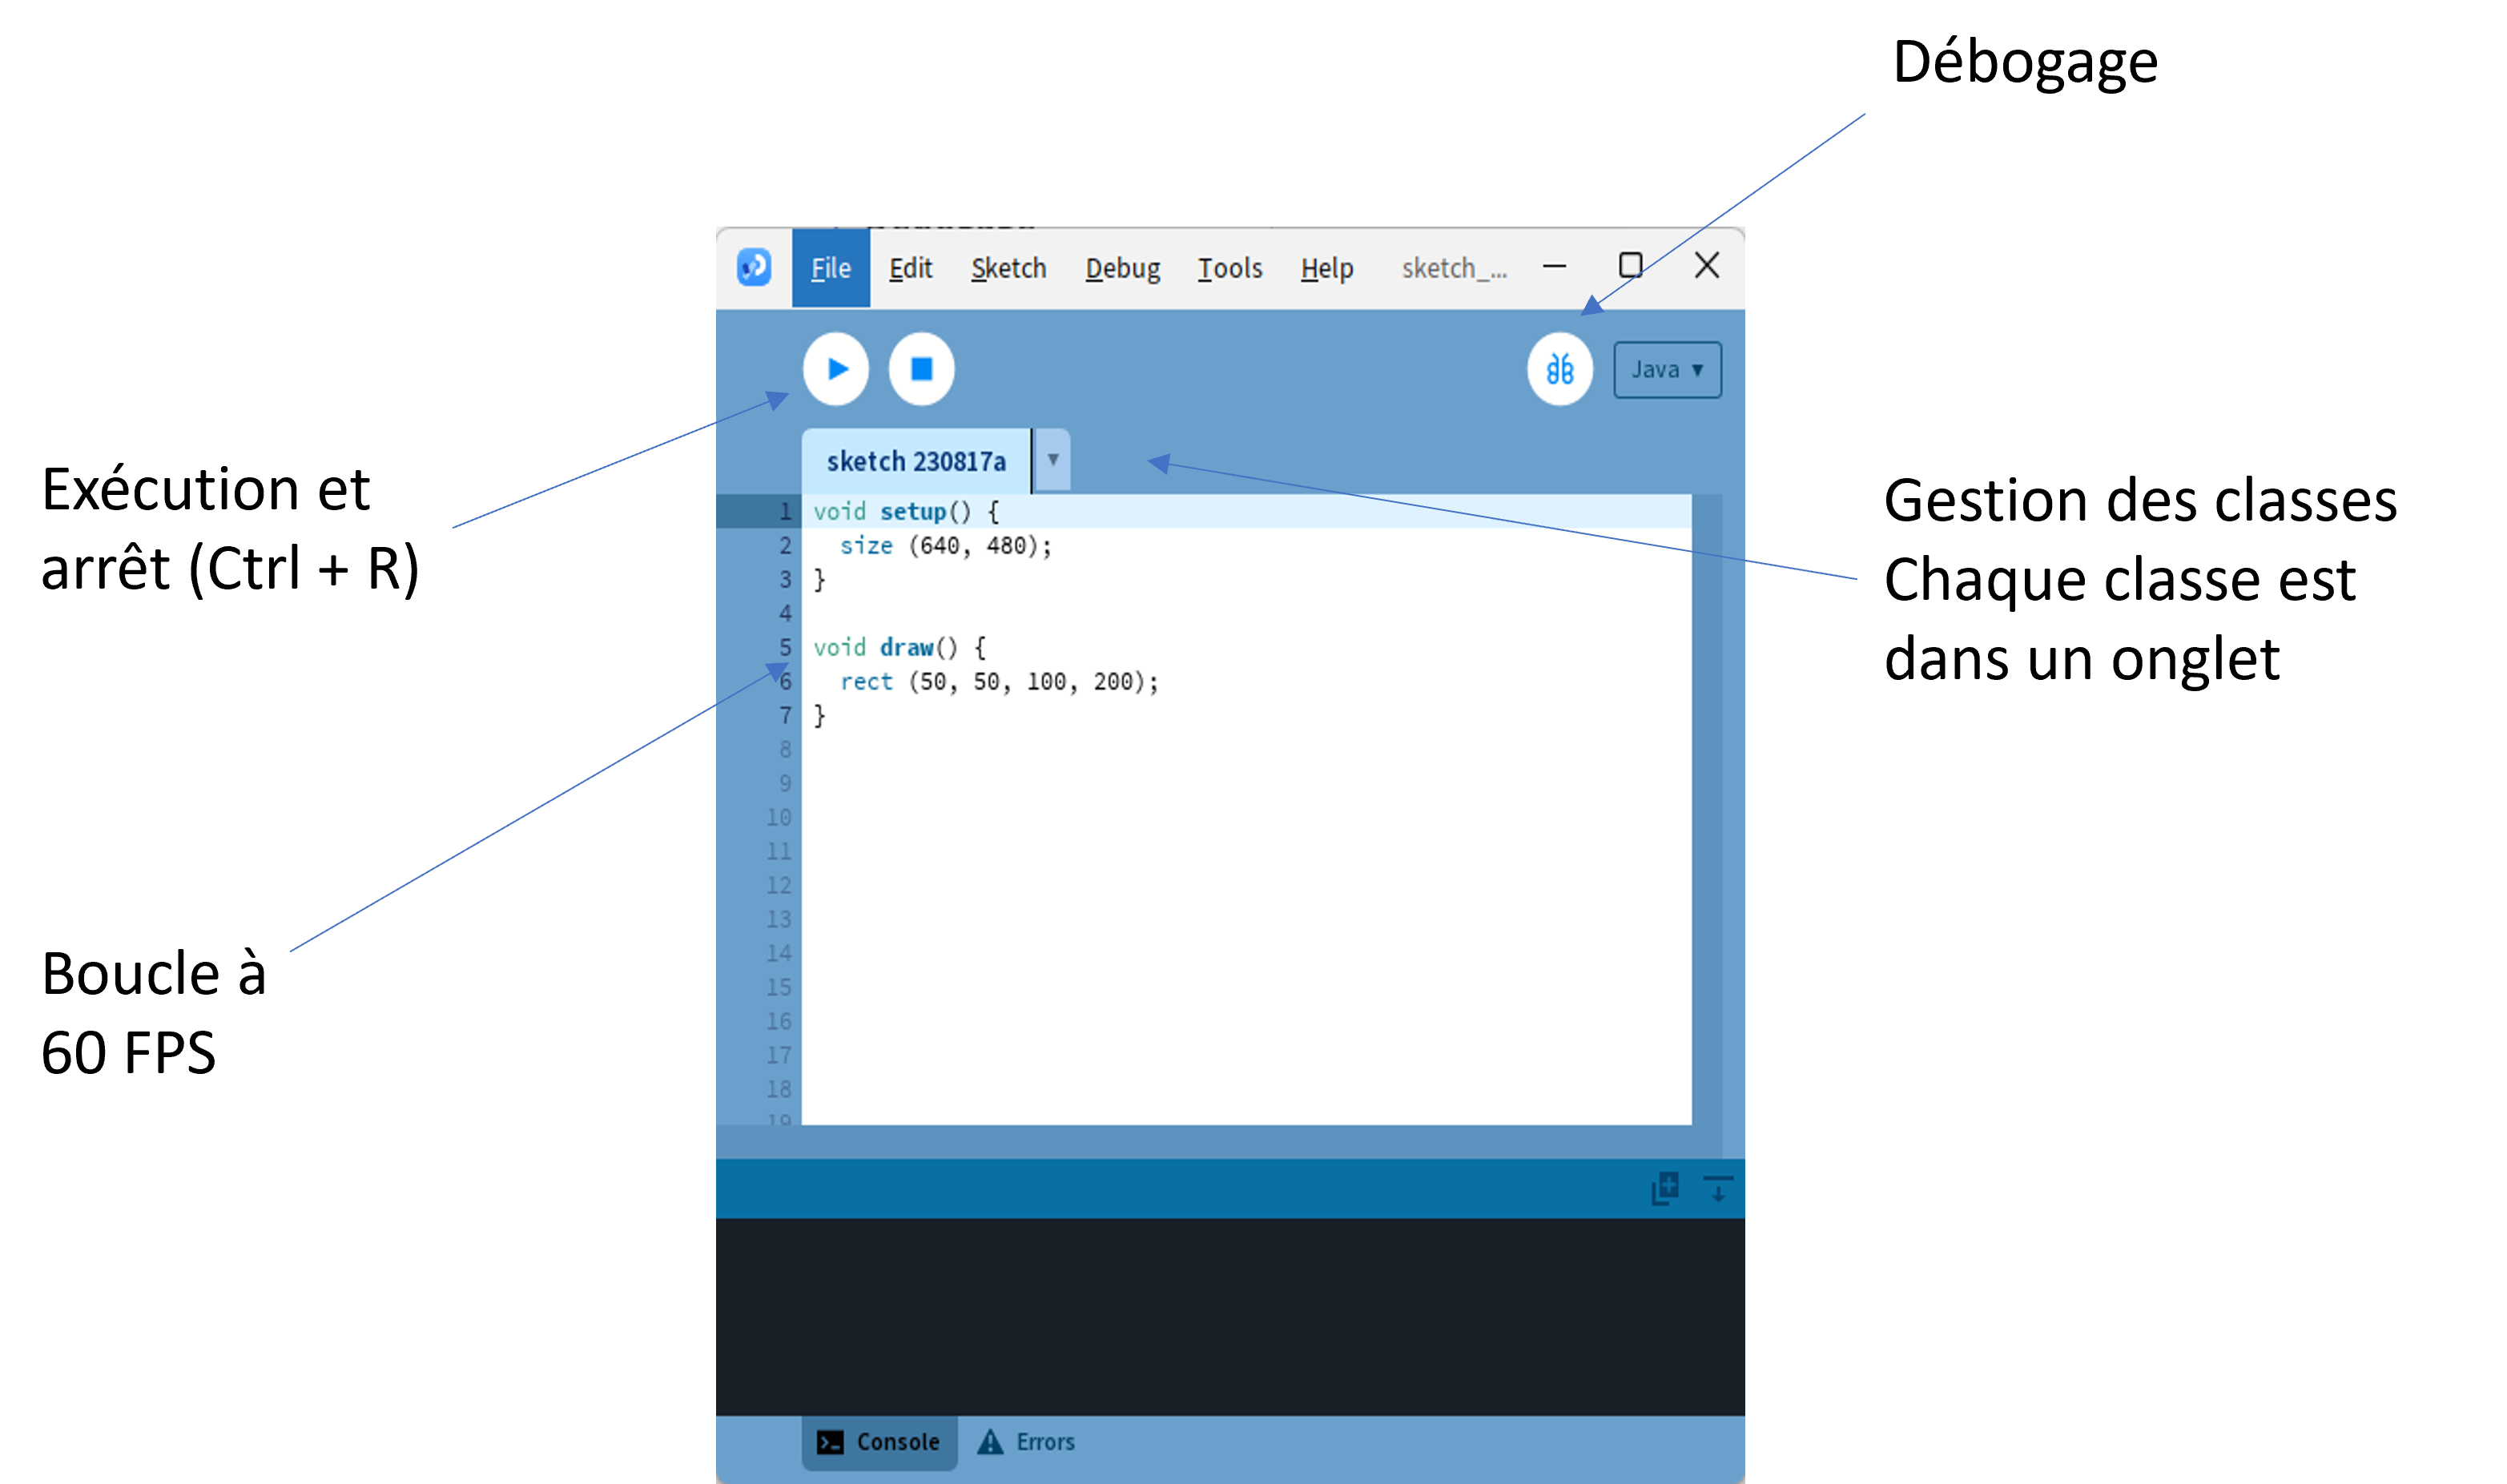 Débogage
File Edit Sketch Debug Tools Help sketch_...
Java
sketch 230817a
Exécution et
arrêt (Ctrl + R)
Gestion des classes
Chaque classe est
dans un onglet
1 void setup() {
2 size (640, 480);
3 }
4
5 void draw() {
6 rect (50, 50, 100, 200);
7 }
8
9
10
11
12
13
14
15
16
17
18
19
Boucle à
60 FPS
Console Errors